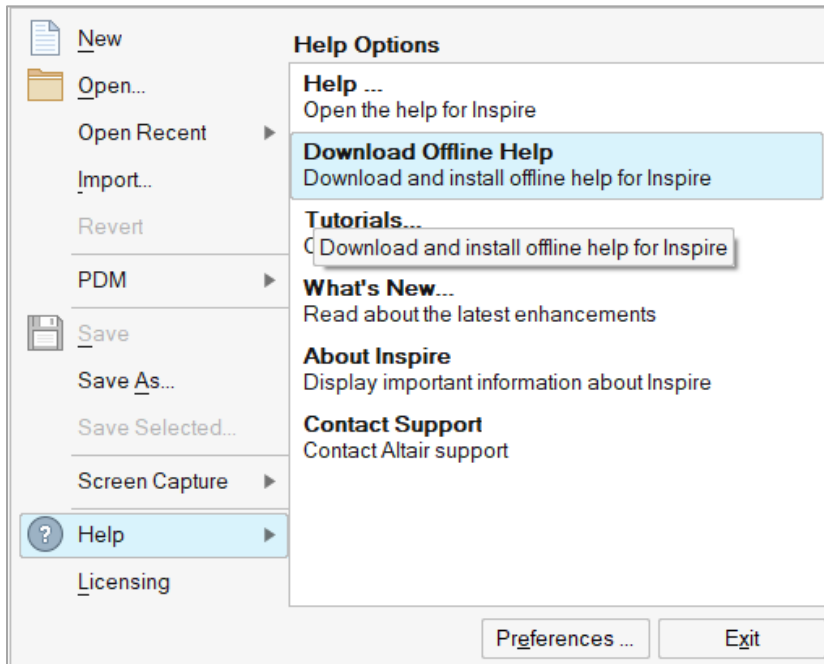 New
Open...
Open Recent
Import...
Revert
PDM
Save
Save As...
Save Selected...
Screen Capture
Help
Licensing
Help Options
Help ...
Open the help for Inspire
Download Offline Help
Download and install offline help for Inspire
Tutorials...
Download and install offline help for Inspire
What's New...
Read about the latest enhancements
About Inspire
Display important information about Inspire
Contact Support
Contact Altair support
Preferences ...
Exit